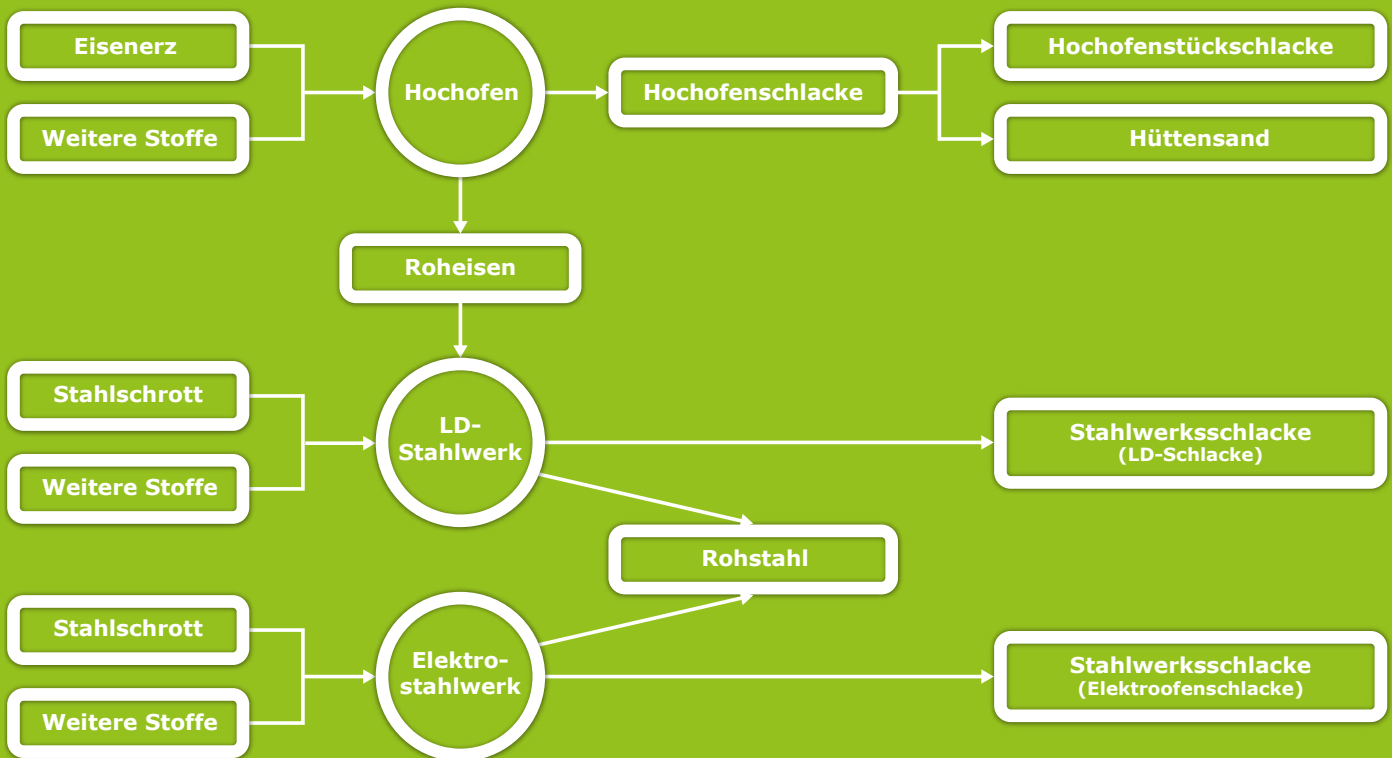 Eisenerz
Weitere Stoffe
Hochofen
Hochofenschlacke
Hochofenstückschlacke
Hüttensand
Roheisen
Stahlschrott
Weitere Stoffe
LD-
Stahlwerk
Stahlwerksschlacke
(LD-Schlacke)
Rohstahl
Stahlschrott
Weitere Stoffe
Elektro-
stahlwerk
Stahlwerksschlacke
(Elektroofenschlacke)